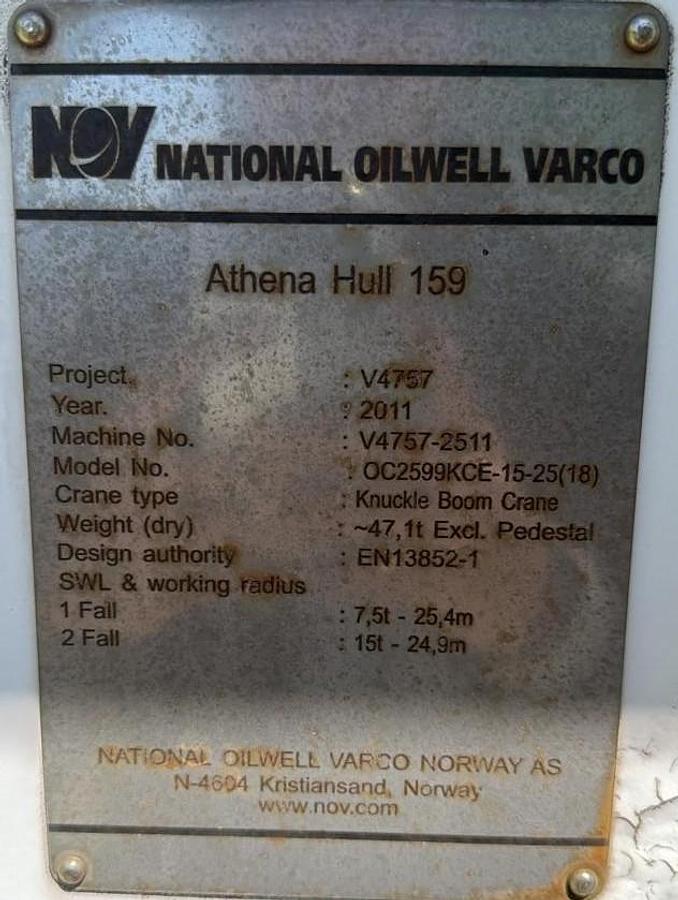 NOV NATIONAL OILWELL VARCO
Athena Hull 159
Project. : V4757
Year. : 2011
Machine No. : V4757-2511
Model No. : OC2599KCE-15-25(18)
Crane type : Knuckle Boom Crane
Weight (dry) : ~47,1t Excl. Pedestal
Design authority : EN13852-1
SWL & working radius
1 Fall : 7,5t - 25,4m
2 Fall : 15t - 24,9m
NATIONAL OILWELL VARCO NORWAY AS
N-4604 Kristiansand, Norway
www.nov.com